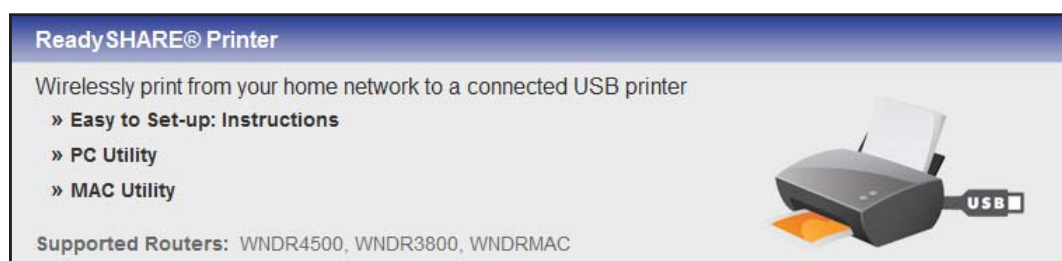 ReadySHARE® Printer
Wirelessly print from your home network to a connected USB printer
» Easy to Set-up: Instructions
» PC Utility
» MAC Utility
USB
Supported Routers: WNDR4500, WNDR3800, WNDRMAC